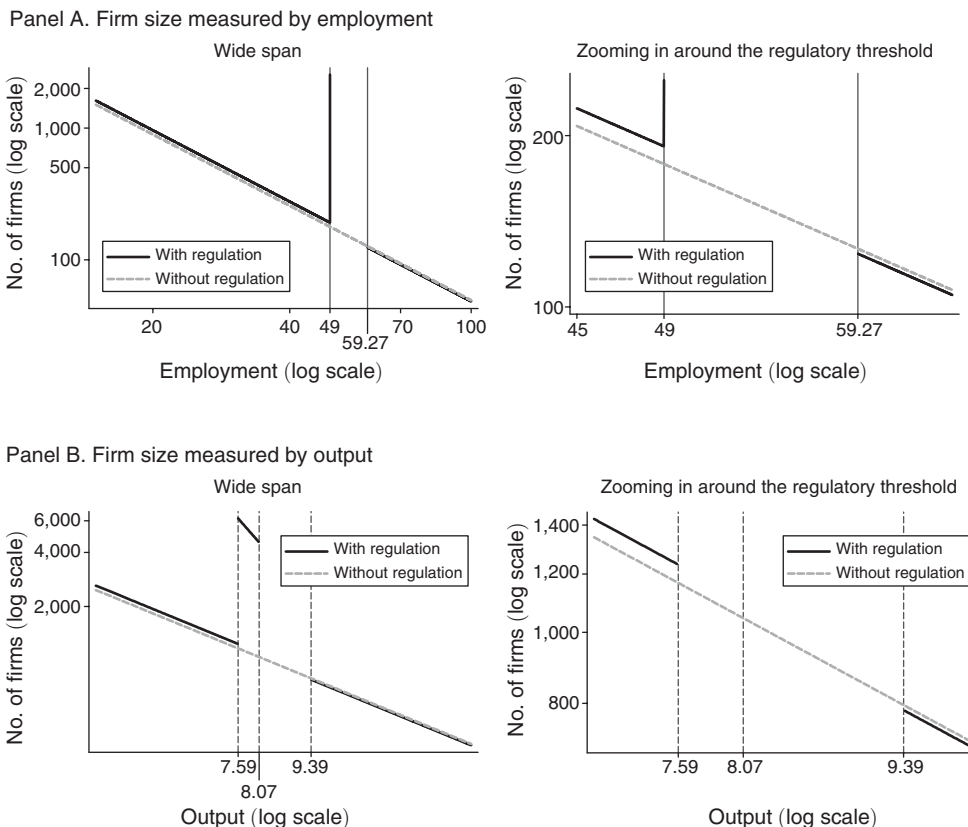 Panel A. Firm size measured by employment
Wide span
No. of firms (log scale)
2,000
1,000
500
100
With regulation
Without regulation
20
40
49
59.27
70
100
Employment (log scale)
Zooming in around the regulatory threshold
No. of firms (log scale)
200
100
With regulation
Without regulation
45
49
59.27
Employment (log scale)
Panel B. Firm size measured by output
Wide span
No. of firms (log scale)
6,000
4,000
2,000
With regulation
Without regulation
7.59
8.07
9.39
Output (log scale)
Zooming in around the regulatory threshold
No. of firms (log scale)
1,400
1,200
1,000
800
With regulation
Without regulation
7.59
8.07
9.39
Output (log scale)